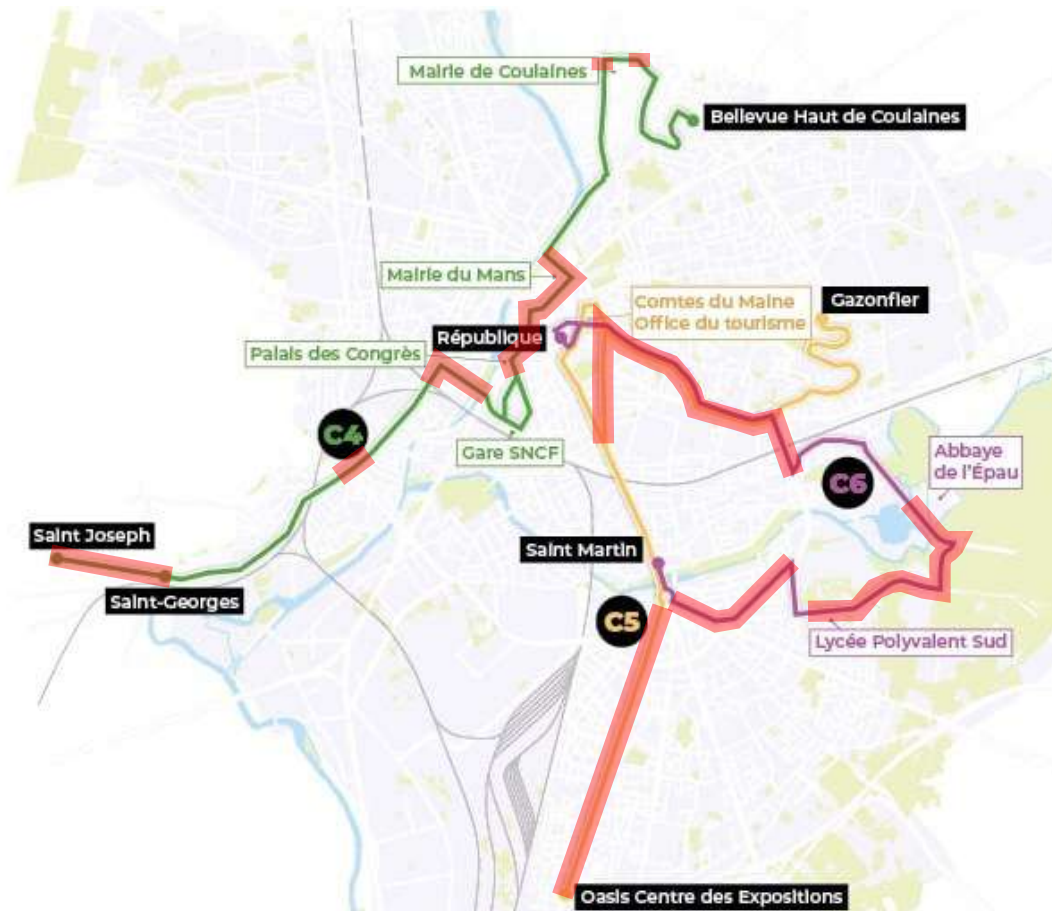 Mairie de Coulaines
Bellevue Haut de Coulaines
Mairie du Mans
Comtes du Maine
Office du tourisme
Gazonfier
République
Palais des Congrès
C4
Gare SNCF
Abbaye
de l'Épau
C6
Saint Joseph
Saint Martin
Saint-Georges
C5
Lycée Polyvalent Sud
Oasis Centre des Expositions